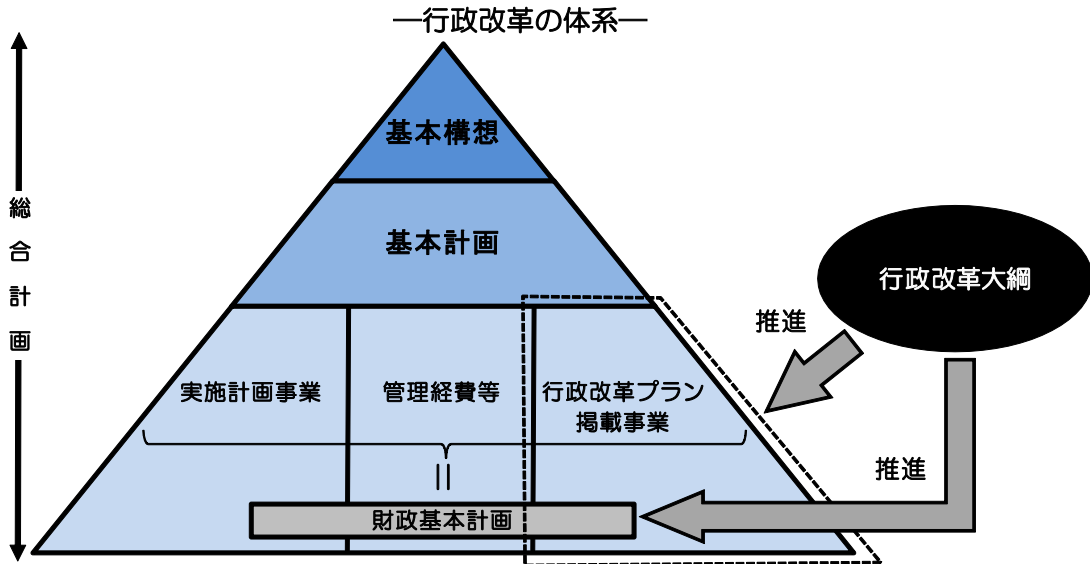 ―行政改革の体系―
総合計画
基本構想
基本計画
行政改革大綱
推進
実施計画事業
管理経費等
行政改革プラン
掲載事業
推進
財政基本計画